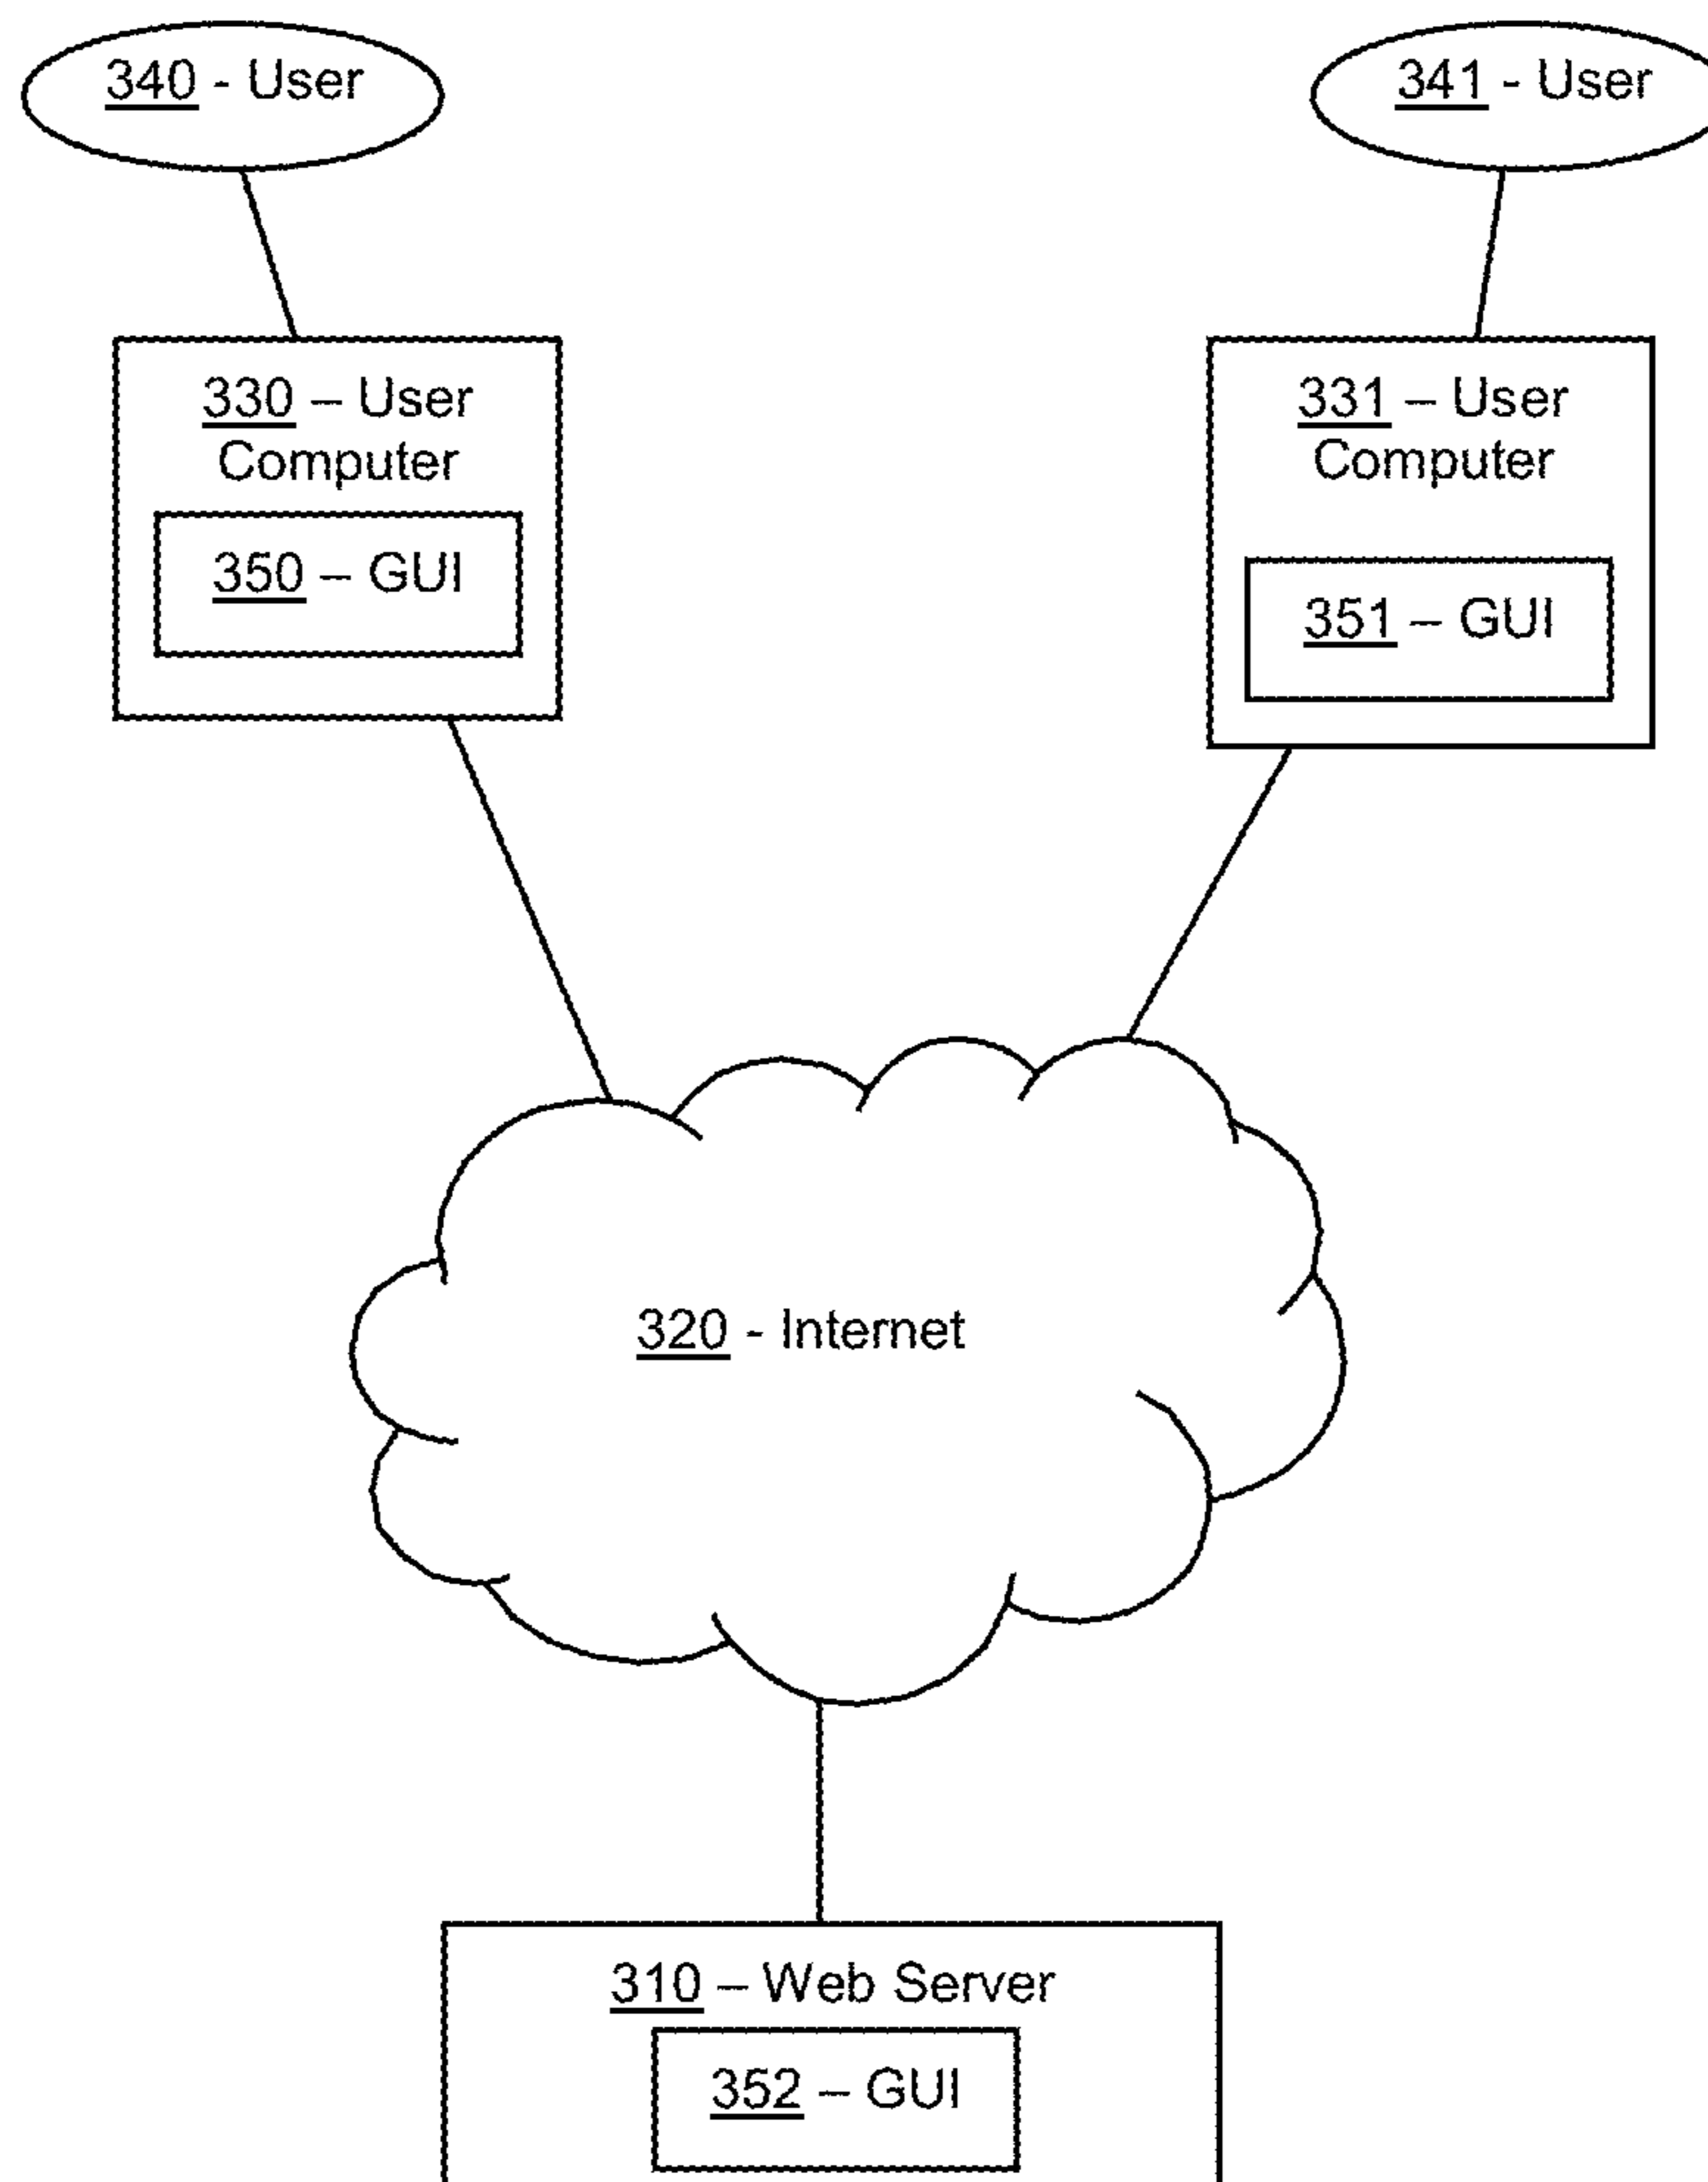 340 - User
341 - User
330 – User
Computer
350 – GUI
331 – User
Computer
351 – GUI
320 - Internet
310 – Web Server
352 – GUI